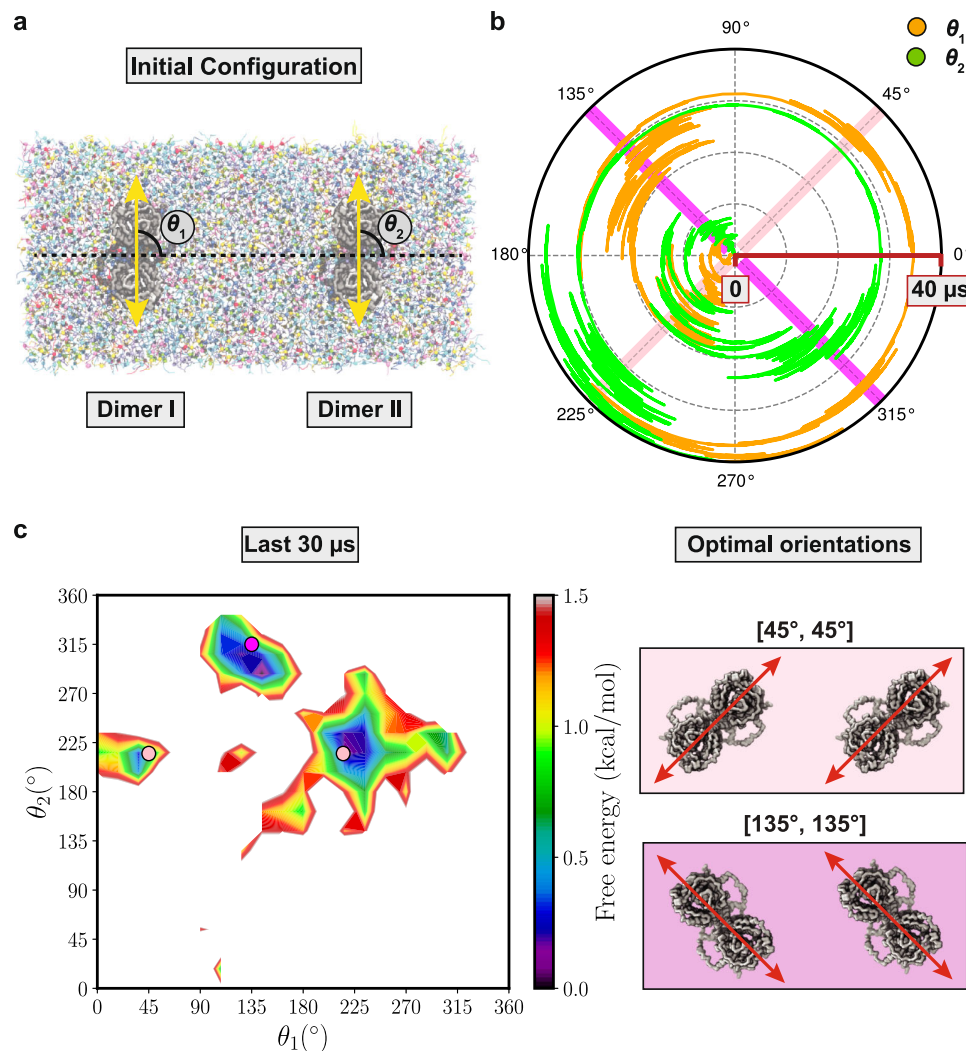 a
Initial Configuration
θ1
θ2
Dimer I
Dimer II
b
θ1
θ2
90°
135°
45°
180°
0
0
40 μs
225°
315°
270°
c
Last 30 μs
360
315
270
225
180
135
90
45
0
θ2(°)
0 45 90 135 180 225 270 315 360
θ1(°)
1.5
1.0
0.5
0.0
Free energy (kcal/mol)
Optimal orientations
[45°, 45°]
[135°, 135°]